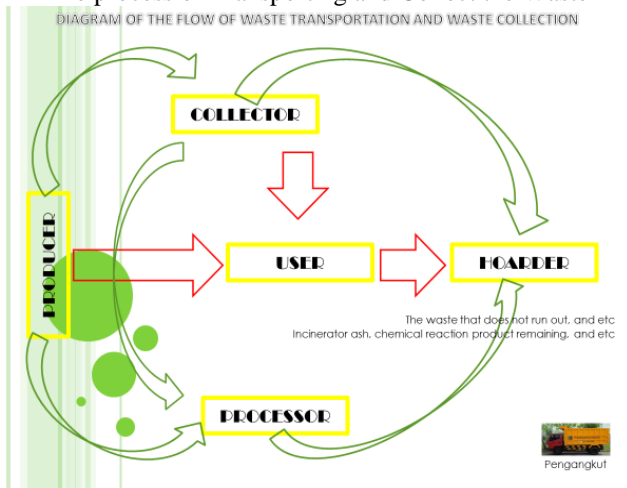 DIAGRAM OF THE FLOW OF WASTE TRANSPORTATION AND WASTE COLLECTION
COLLECTOR
PRODUCER
USER
HOARDER
The waste that does not run out, and etc
Incinerator ash, chemical reaction product remaining, and etc
PROCESSOR
Pengangkut